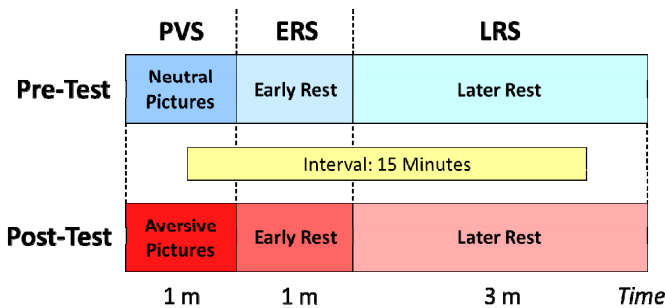 PVS ERS LRS
Pre-Test
Neutral
Pictures
Early Rest
Later Rest
Interval: 15 Minutes
Post-Test
Aversive
Pictures
Early Rest
Later Rest
1 m 1 m 3 m Time